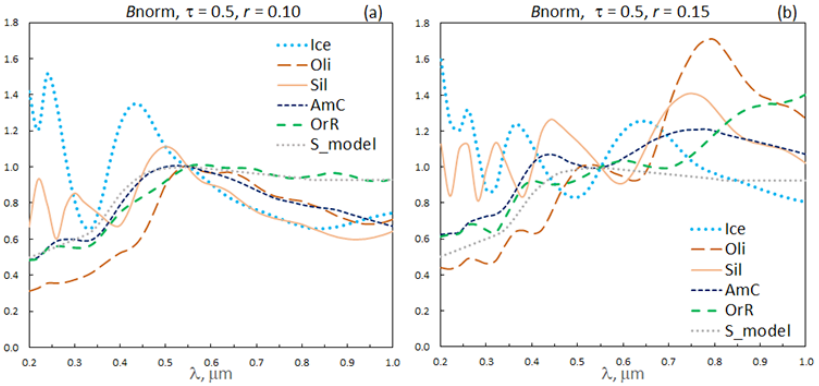 Bnorm, τ = 0.5, r = 0.10 (a)
1.8
1.6
1.4
1.2
1.0
0.8
0.6
0.4
0.2
0.0
Ice
Oli
Sil
AmC
OrR
S_model
0.2 0.3 0.4 0.5 0.6 0.7 0.8 0.9 1.0
λ, μm
Bnorm, τ = 0.5, r = 0.15 (b)
1.8
1.6
1.4
1.2
1.0
0.8
0.6
0.4
0.2
0.0
Ice
Oli
Sil
AmC
OrR
S_model
0.2 0.3 0.4 0.5 0.6 0.7 0.8 0.9 1.0
λ, μm